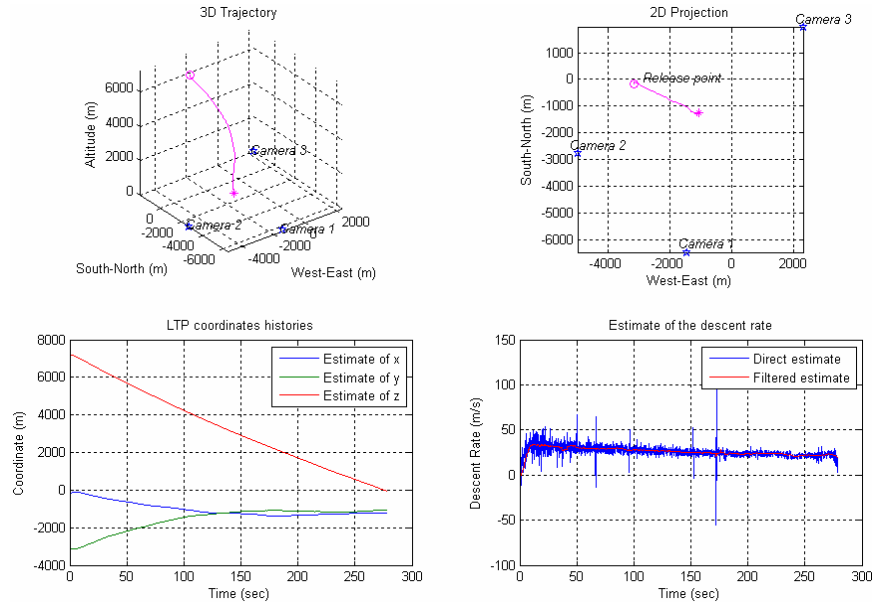 3D Trajectory
6000
4000
2000
0
Altitude (m)
Camera 3
Camera 2
Camera 1
0
-2000
-4000
-6000
South-North (m)
-4000
-2000
0
2000
West-East (m)
2D Projection
Camera 3
1000
0
-1000
-2000
-3000
-4000
-5000
-6000
South-North (m)
Release point
Camera 2
Camera 1
-4000 -2000 0 2000
West-East (m)
LTP coordinates histories
8000
6000
4000
2000
0
-2000
-4000
Coordinate (m)
Estimate of x
Estimate of y
Estimate of z
0 50 100 150 200 250 300
Time (sec)
Estimate of the descent rate
150
100
50
0
-50
-100
Descent Rate (m/s)
Direct estimate
Filtered estimate
0 50 100 150 200 250 300
Time (sec)